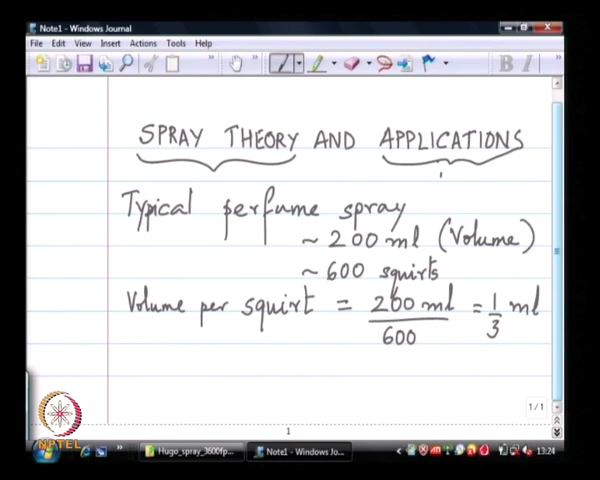 Note1 - Windows Journal
File Edit View Insert Actions Tools Help
B I
SPRAY THEORY AND APPLICATIONS
Typical perfume spray
~ 200 ml (Volume)
~ 600 squirts
Volume per squirt = 200 ml / 600 = 1/3 ml
1/1
1
NPTEL
Hugo_spray_3600fp...
Note1 - Windows Jo...
13:24